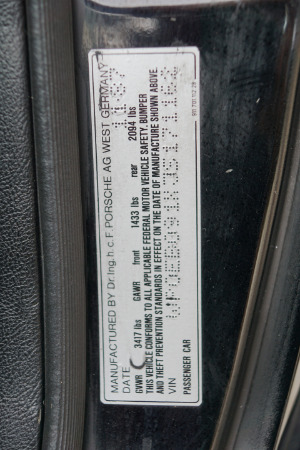 MANUFACTURED BY Dr.Ing.h.c.F.PORSCHE AG WEST GERMANY
DATE
GVWR 3417 lbs GAWR front 1433 lbs rear 2094 lbs
THIS VEHICLE CONFORMS TO ALL APPLICABLE FEDERAL MOTOR VEHICLE SAFETY, BUMPER
AND THEFT PREVENTION STANDARDS IN EFFECT ON THE DATE OF MANUFACTURE SHOWN ABOVE.
VIN
PASSENGER CAR